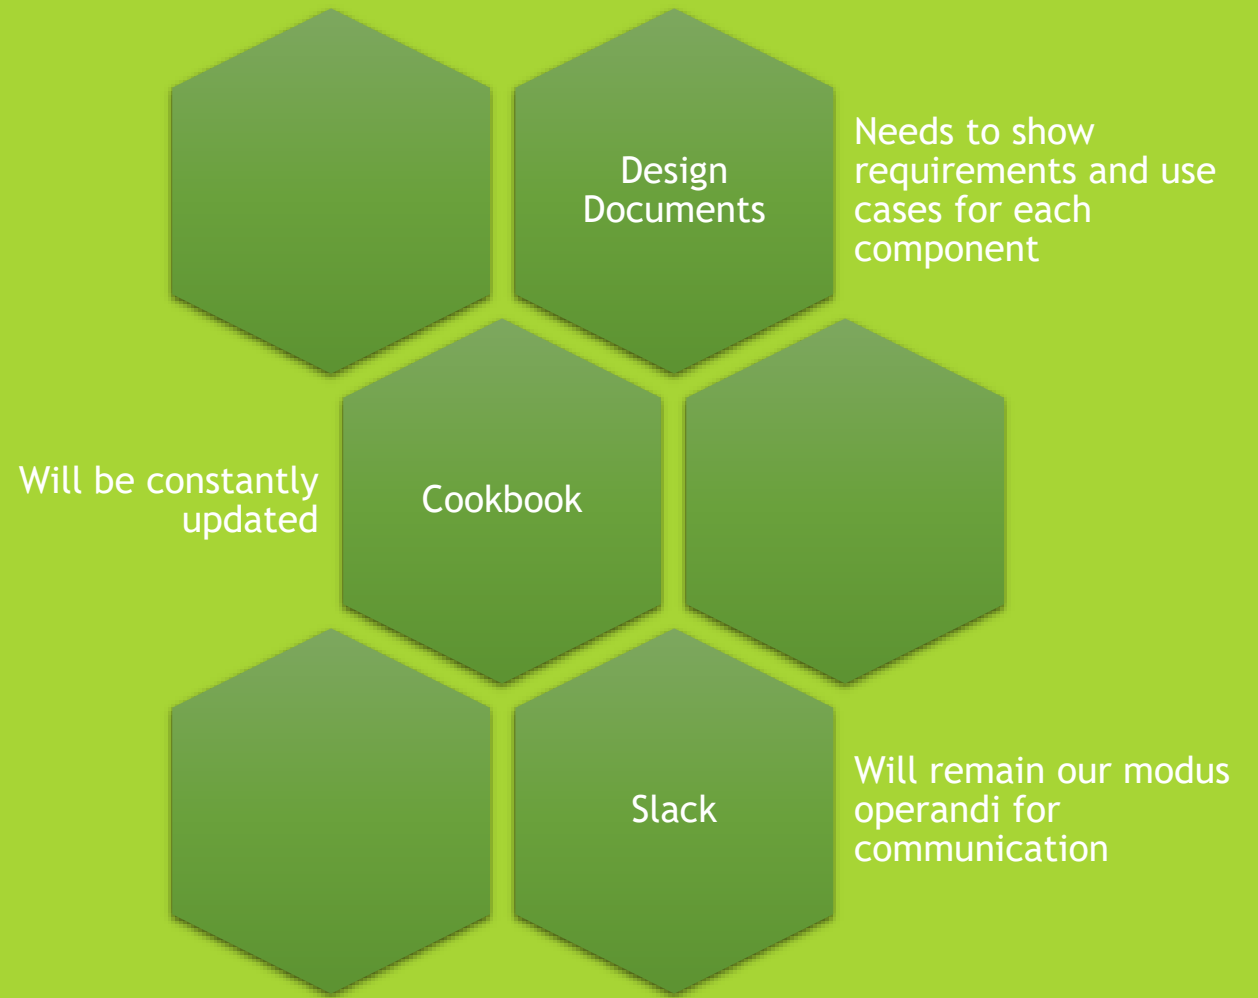 Design
Documents
Needs to show
requirements and use
cases for each
component
Will be constantly
updated
Cookbook
Slack
Will remain our modus
operandi for
communication